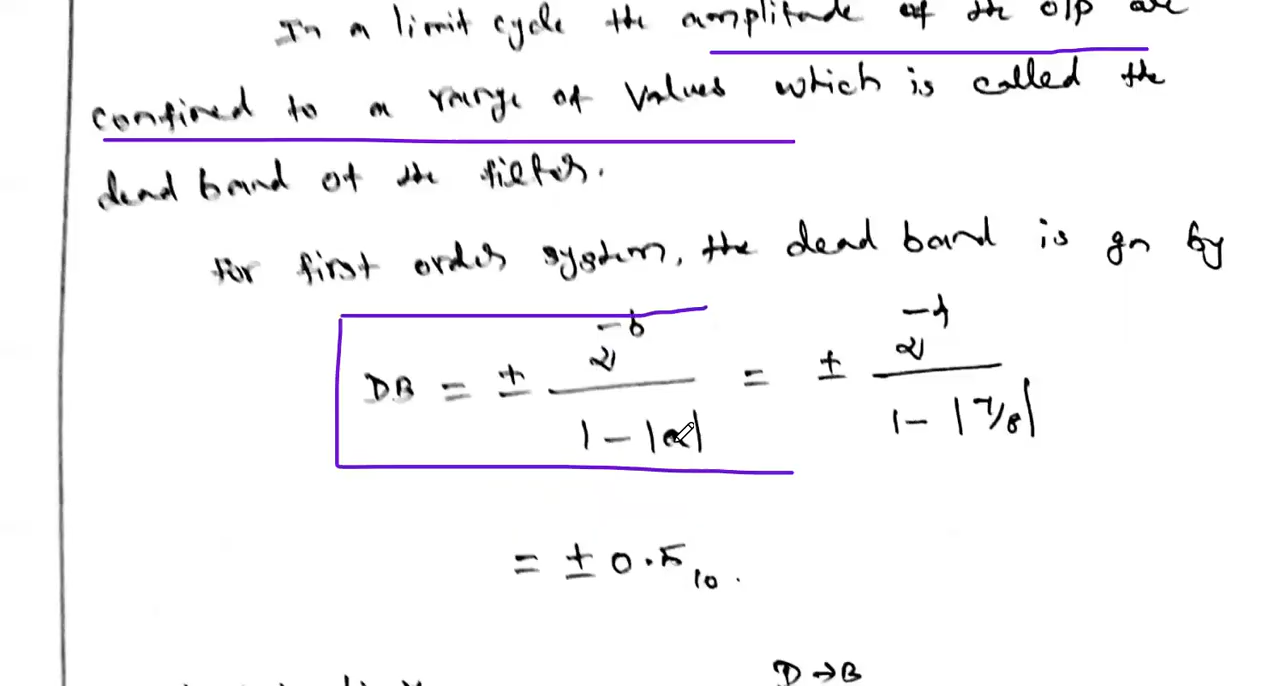 In a limit cycle the amplitude of the o/p are
confined to a range of values which is called the
dead band of the filter.
For first order system, the dead band is gn by
DB = ± 2^-b / 1 - |α| = ± 2^-4 / 1 - |7/8|
= ± 0.5₁₀.
D → B